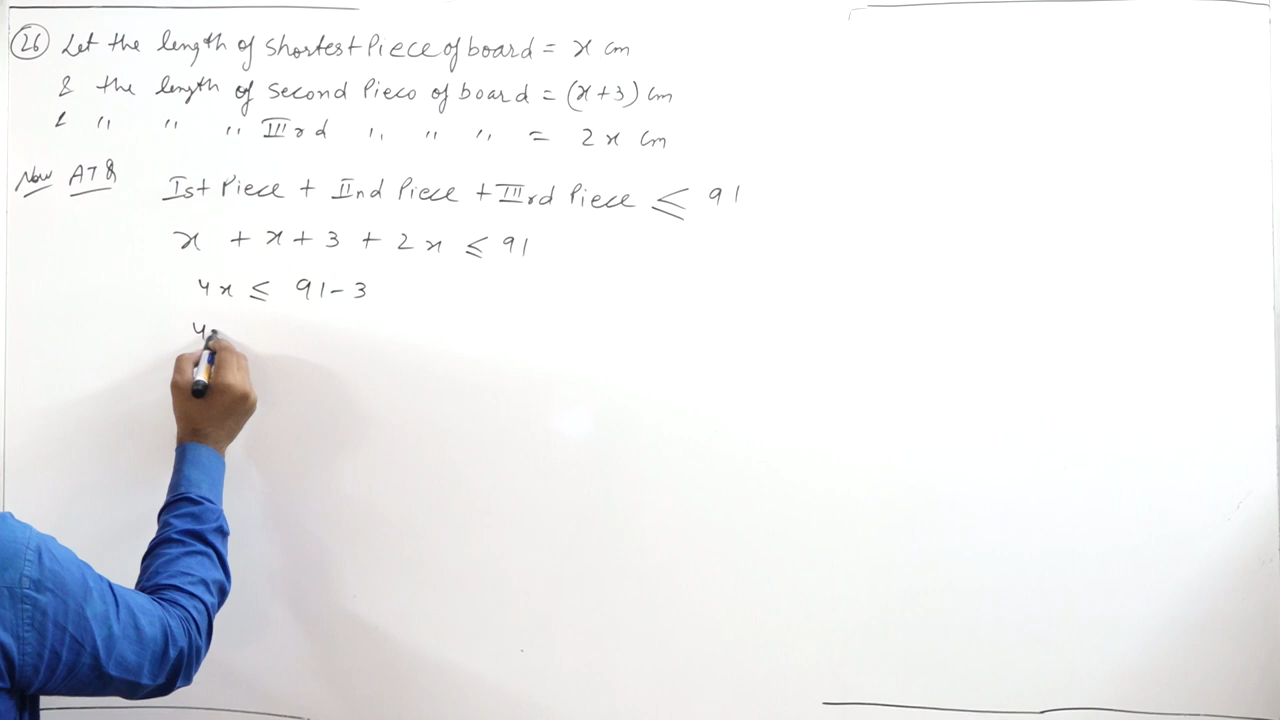 26 Let the length of shortest Piece of board = x cm
& the length of second Piece of board = (x+3) cm
& " " " IIIrd " " " = 2x cm
Now ATQ Ist Piece + IInd Piece + IIIrd Piece ≤ 91
x + x + 3 + 2x ≤ 91
4x ≤ 91 - 3
4